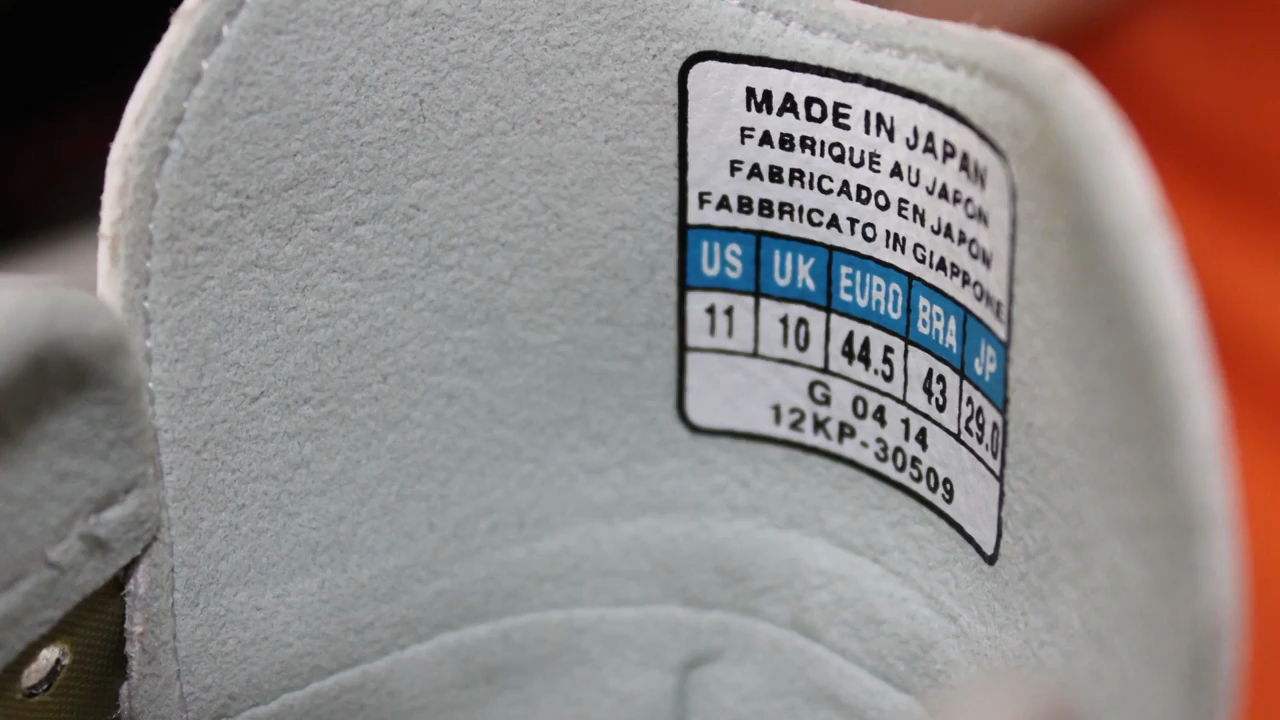 MADE IN JAPAN
FABRIQUÉ AU JAPON
FABRICADO EN JAPON
FABBRICATO IN GIAPPONE
US UK EURO BRA JP
11 10 44.5 43 29.0
G 04 14
12KP-30509